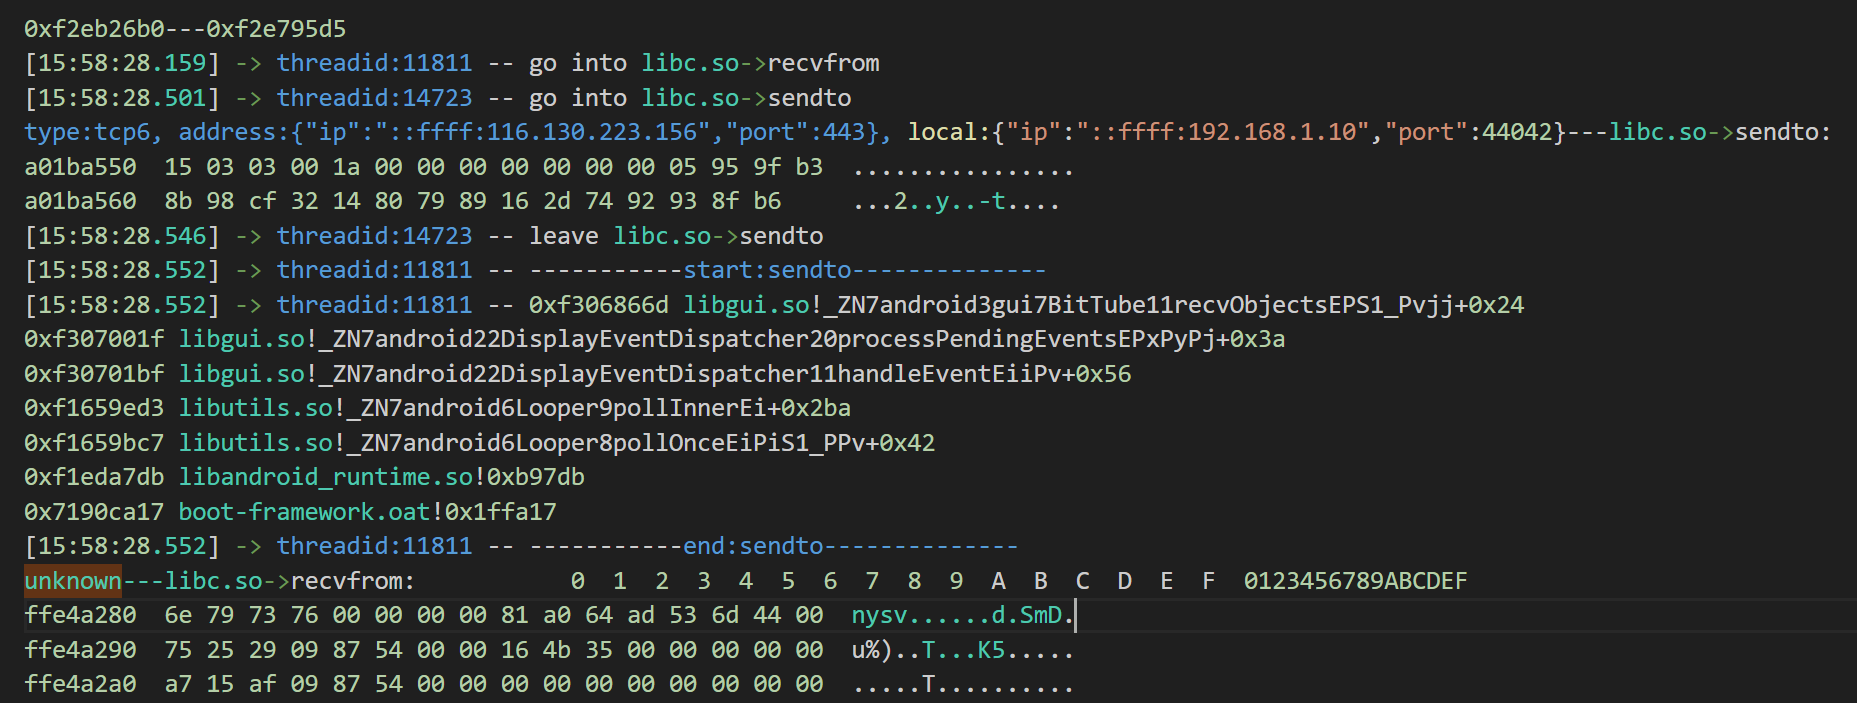 0xf2eb26b0---0xf2e795d5
[15:58:28.159] -> threadid:11811 -- go into libc.so->recvfrom
[15:58:28.501] -> threadid:14723 -- go into libc.so->sendto
type:tcp6, address:{"ip":"::ffff:116.130.223.156","port":443}, local:{"ip":"::ffff:192.168.1.10","port":44042}---libc.so->sendto:
a01ba550  15 03 03 00 1a 00 00 00 00 00 00 00 05 95 9f b3  ................
a01ba560  8b 98 cf 32 14 80 79 89 16 2d 74 92 93 8f b6     ...2..y..-t....
[15:58:28.546] -> threadid:14723 -- leave libc.so->sendto
[15:58:28.552] -> threadid:11811 -- -----------start:sendto--------------
[15:58:28.552] -> threadid:11811 -- 0xf306866d libgui.so!_ZN7android3gui7BitTube11recvObjectsEPS1_Pvjj+0x24
0xf307001f libgui.so!_ZN7android22DisplayEventDispatcher20processPendingEventsEPxPyPj+0x3a
0xf30701bf libgui.so!_ZN7android22DisplayEventDispatcher11handleEventEiiPv+0x56
0xf1659ed3 libutils.so!_ZN7android6Looper9pollInnerEi+0x2ba
0xf1659bc7 libutils.so!_ZN7android6Looper8pollOnceEiPiS1_PPv+0x42
0xf1eda7db libandroid_runtime.so!0xb97db
0x7190ca17 boot-framework.oat!0x1ffa17
[15:58:28.552] -> threadid:11811 -- -----------end:sendto--------------
unknown---libc.so->recvfrom:           0  1  2  3  4  5  6  7  8  9  A  B  C  D  E  F  0123456789ABCDEF
ffe4a280  6e 79 73 76 00 00 00 00 81 a0 64 ad 53 6d 44 00  nysv......d.SmD.
ffe4a290  75 25 29 09 87 54 00 00 16 4b 35 00 00 00 00 00  u%)..T...K5.....
ffe4a2a0  a7 15 af 09 87 54 00 00 00 00 00 00 00 00 00 00  .....T..........